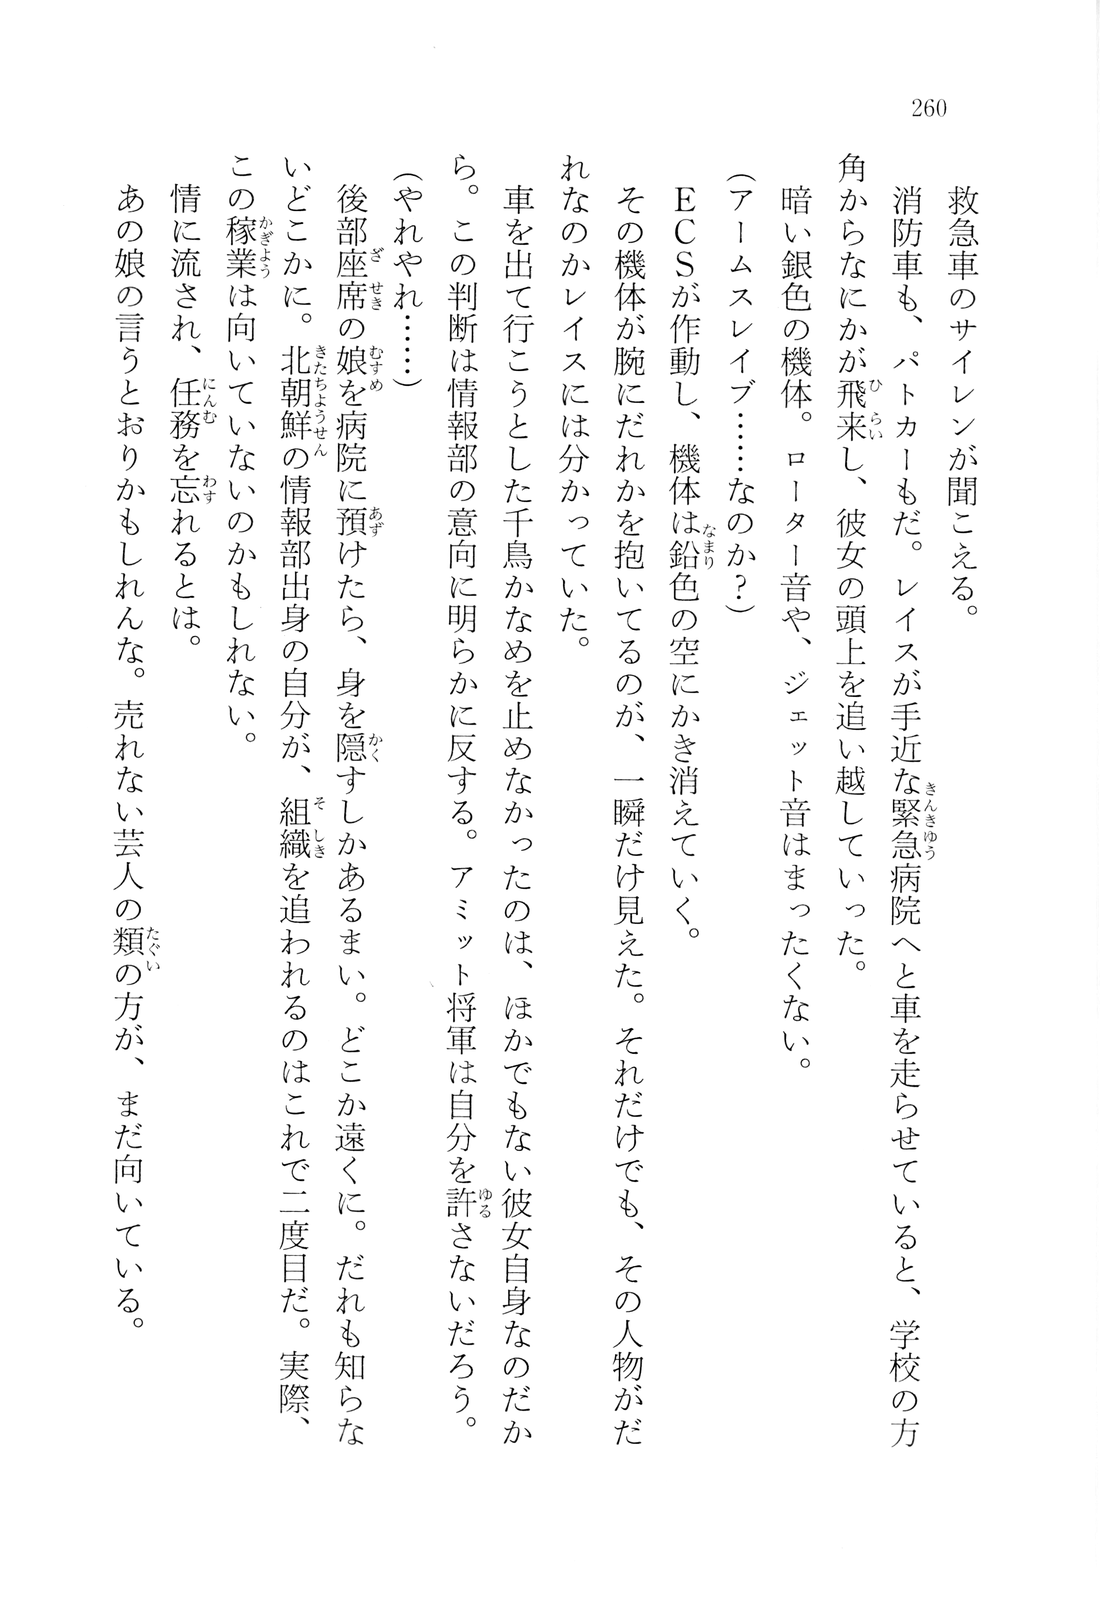 260
救急車のサイレンが聞こえる。
消防車も、パトカーもだ。レイスが手近な緊急病院へと車を走らせていると、学校の方
角からなにかが飛来し、彼女の頭上を追い越していった。
暗い銀色の機体。ローター音や、ジェット音はまったくない。
（アームスレイブ……なのか？）
ＥＣＳが作動し、機体は鉛色の空にかき消えていく。
その機体が腕にだれかを抱いてるのが、一瞬だけ見えた。それだけでも、その人物がだ
れなのかレイスには分かっていた。
車を出て行こうとした千鳥かなめを止めなかったのは、ほかでもない彼女自身なのだか
ら。この判断は情報部の意向に明らかに反する。アミット将軍は自分を許さないだろう。
（やれやれ……）
後部座席の娘を病院に預けたら、身を隠すしかあるまい。どこか遠くに。だれも知らな
いどこかに。北朝鮮の情報部出身の自分が、組織を追われるのはこれで二度目だ。実際、
この稼業は向いていないのかもしれない。
情に流され、任務を忘れるとは。
あの娘の言うとおりかもしれんな。売れない芸人の類の方が、まだ向いている。